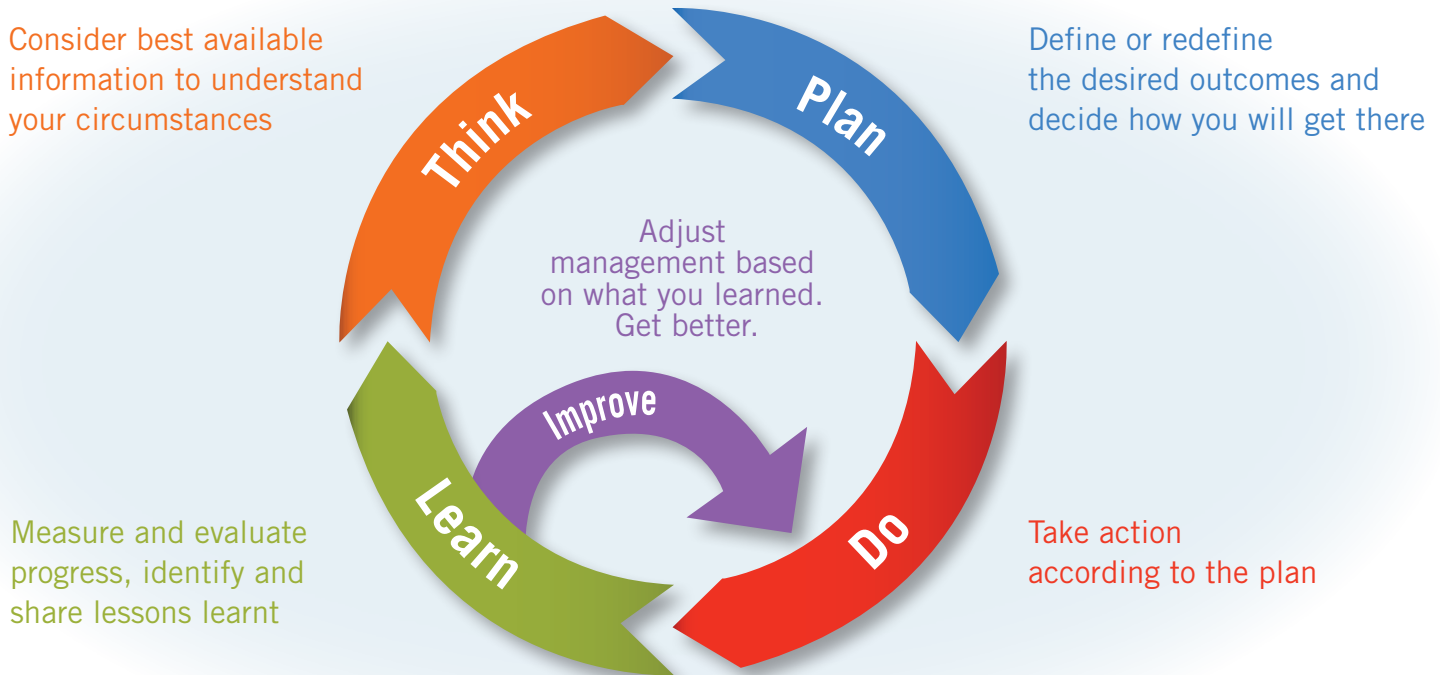 Consider best available
information to understand
your circumstances
Think
Plan
Define or redefine
the desired outcomes and
decide how you will get there
Adjust
management based
on what you learned.
Get better.
Improve
Learn
Do
Measure and evaluate
progress, identify and
share lessons learnt
Take action
according to the plan